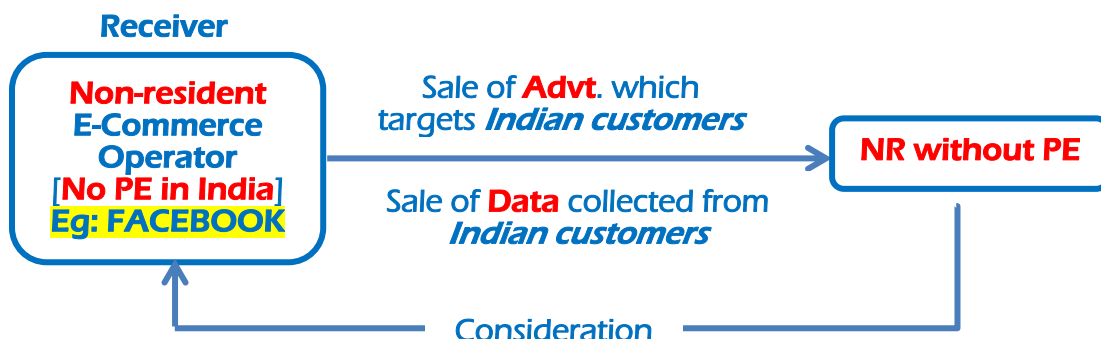 Receiver
Non-resident
E-Commerce
Operator
[No PE in India]
Eg: FACEBOOK
Sale of Advt. which
targets Indian customers
Sale of Data collected from
Indian customers
NR without PE
Consideration